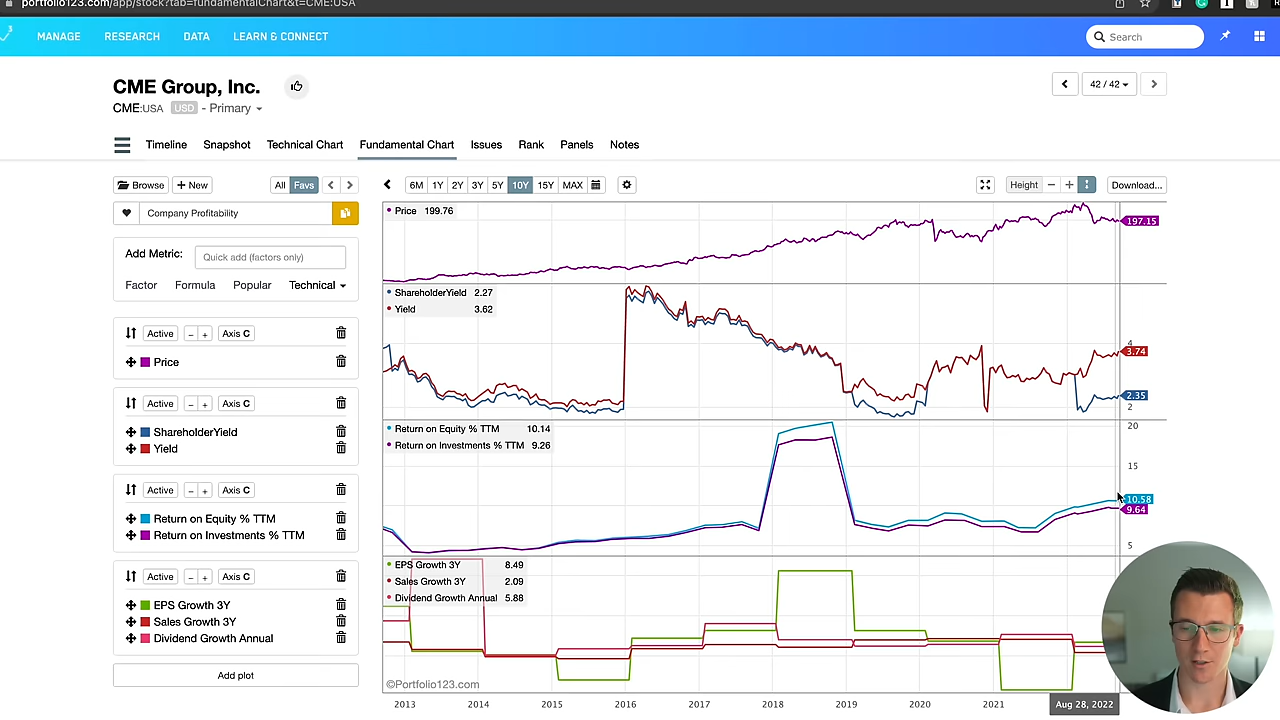 portfolio123.com/app/stock?tab=fundamentalChart&t=CME:USA
MANAGE RESEARCH DATA LEARN & CONNECT Search
CME Group, Inc.
CME:USA USD - Primary
42 / 42
Timeline Snapshot Technical Chart Fundamental Chart Issues Rank Panels Notes
Browse + New All Favs
6M 1Y 2Y 3Y 5Y 10Y 15Y MAX
Height − + Download...
Company Profitability
Add Metric: Quick add (factors only)
Factor Formula Popular Technical
Active − + Axis C
Price
Active − + Axis C
ShareholderYield
Yield
Active − + Axis C
Return on Equity % TTM
Return on Investments % TTM
Active − + Axis C
EPS Growth 3Y
Sales Growth 3Y
Dividend Growth Annual
Add plot
Price 199.76
197.15
ShareholderYield 2.27
Yield 3.62
4
3.74
2.35
2
Return on Equity % TTM 10.14
Return on Investments % TTM 9.26
20
15
10.58
9.64
5
EPS Growth 3Y 8.49
Sales Growth 3Y 2.09
Dividend Growth Annual 5.88
©Portfolio123.com
2013 2014 2015 2016 2017 2018 2019 2020 2021 Aug 28, 2022